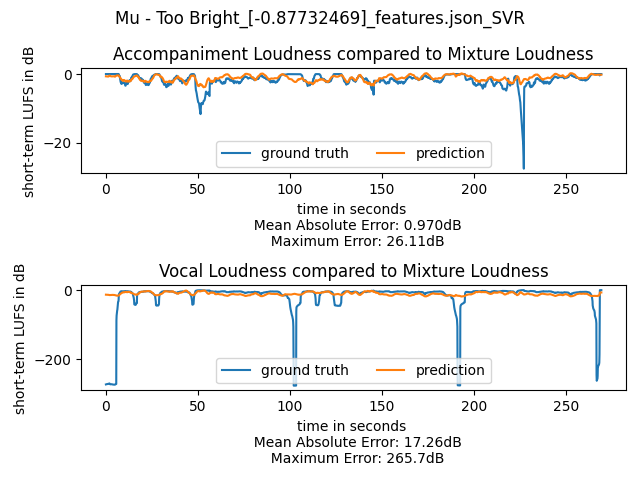 Mu - Too Bright_[-0.87732469]_features.json_SVR
Accompaniment Loudness compared to Mixture Loudness
short-term LUFS in dB
0
−20
ground truth
prediction
0
50
100
150
200
250
time in seconds
Mean Absolute Error: 0.970dB
Maximum Error: 26.11dB
Vocal Loudness compared to Mixture Loudness
short-term LUFS in dB
0
−200
ground truth
prediction
0
50
100
150
200
250
time in seconds
Mean Absolute Error: 17.26dB
Maximum Error: 265.7dB